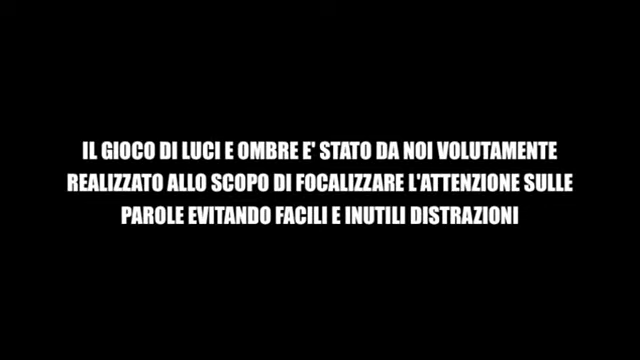 IL GIOCO DI LUCI E OMBRE E' STATO DA NOI VOLUTAMENTE
REALIZZATO ALLO SCOPO DI FOCALIZZARE L'ATTENZIONE SULLE
PAROLE EVITANDO FACILI E INUTILI DISTRAZIONI